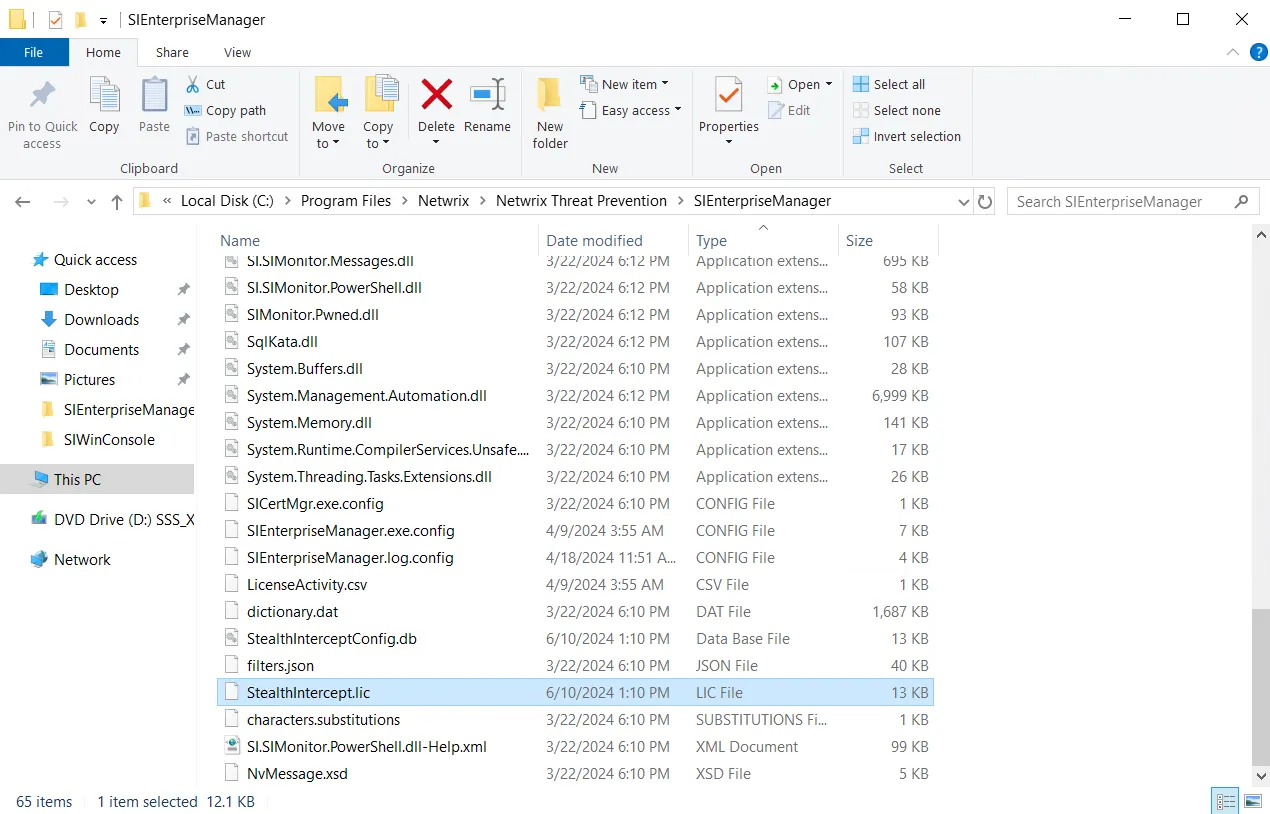 SIEnterpriseManager
File Home Share View
Pin to Quick access
Copy
Paste
Cut
Copy path
Paste shortcut
Clipboard
Move to
Copy to
Delete
Rename
Organize
New folder
New item
Easy access
New
Properties
Open
Edit
Open
Select all
Select none
Invert selection
Select
« Local Disk (C:) > Program Files > Netwrix > Netwrix Threat Prevention > SIEnterpriseManager
Search SIEnterpriseManager
Quick access
Desktop
Downloads
Documents
Pictures
SIEnterpriseManage
SIWinConsole
This PC
DVD Drive (D:) SSS_X
Network
Name Date modified Type Size
SI.SIMonitor.Messages.dll 3/22/2024 6:12 PM Application extens... 695 KB
SI.SIMonitor.PowerShell.dll 3/22/2024 6:12 PM Application extens... 58 KB
SIMonitor.Pwned.dll 3/22/2024 6:12 PM Application extens... 93 KB
SqlKata.dll 3/22/2024 6:12 PM Application extens... 107 KB
System.Buffers.dll 3/22/2024 6:10 PM Application extens... 28 KB
System.Management.Automation.dll 3/22/2024 6:12 PM Application extens... 6,999 KB
System.Memory.dll 3/22/2024 6:10 PM Application extens... 141 KB
System.Runtime.CompilerServices.Unsafe.... 3/22/2024 6:10 PM Application extens... 17 KB
System.Threading.Tasks.Extensions.dll 3/22/2024 6:10 PM Application extens... 26 KB
SICertMgr.exe.config 3/22/2024 6:10 PM CONFIG File 1 KB
SIEnterpriseManager.exe.config 4/9/2024 3:55 AM CONFIG File 7 KB
SIEnterpriseManager.log.config 4/18/2024 11:51 A... CONFIG File 4 KB
LicenseActivity.csv 4/9/2024 3:55 AM CSV File 1 KB
dictionary.dat 3/22/2024 6:10 PM DAT File 1,687 KB
StealthInterceptConfig.db 6/10/2024 1:10 PM Data Base File 13 KB
filters.json 3/22/2024 6:10 PM JSON File 40 KB
StealthIntercept.lic 6/10/2024 1:10 PM LIC File 13 KB
characters.substitutions 3/22/2024 6:10 PM SUBSTITUTIONS Fi... 1 KB
SI.SIMonitor.PowerShell.dll-Help.xml 3/22/2024 6:10 PM XML Document 99 KB
NvMessage.xsd 3/22/2024 6:10 PM XSD File 5 KB
65 items 1 item selected 12.1 KB